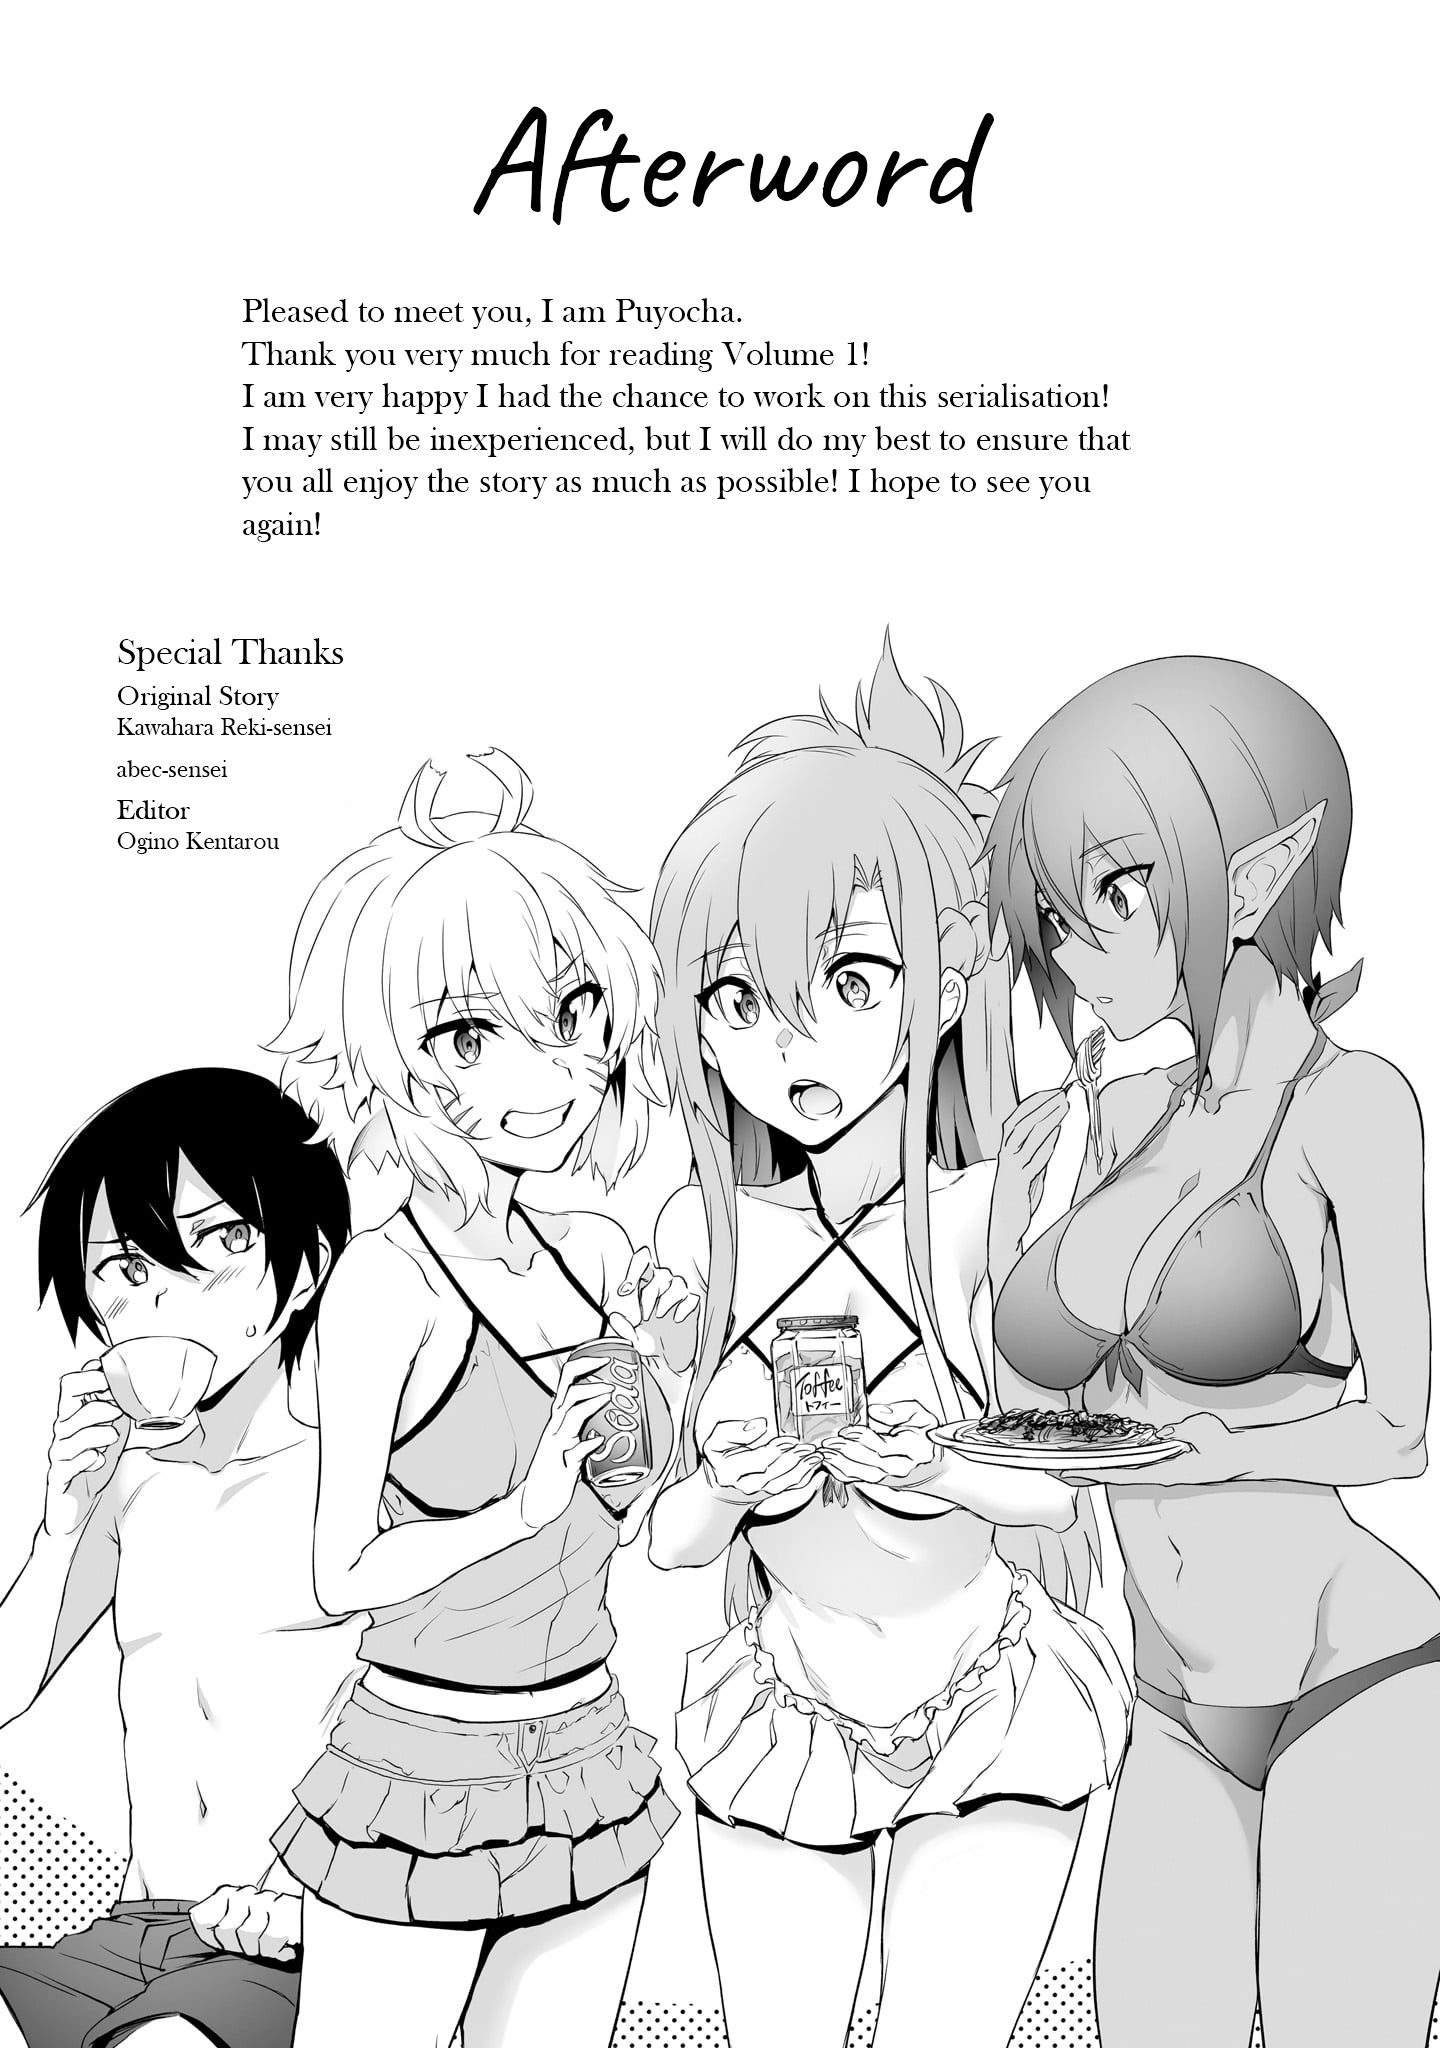 Afterword
Pleased to meet you, I am Puyocha.
Thank you very much for reading Volume 1!
I am very happy I had the chance to work on this serialisation!
I may still be inexperienced, but I will do my best to ensure that
you all enjoy the story as much as possible! I hope to see you
again!
Special Thanks
Original Story
Kawahara Reki-sensei
abec-sensei
Editor
Ogino Kentarou
Soda
Toffee
トフィー